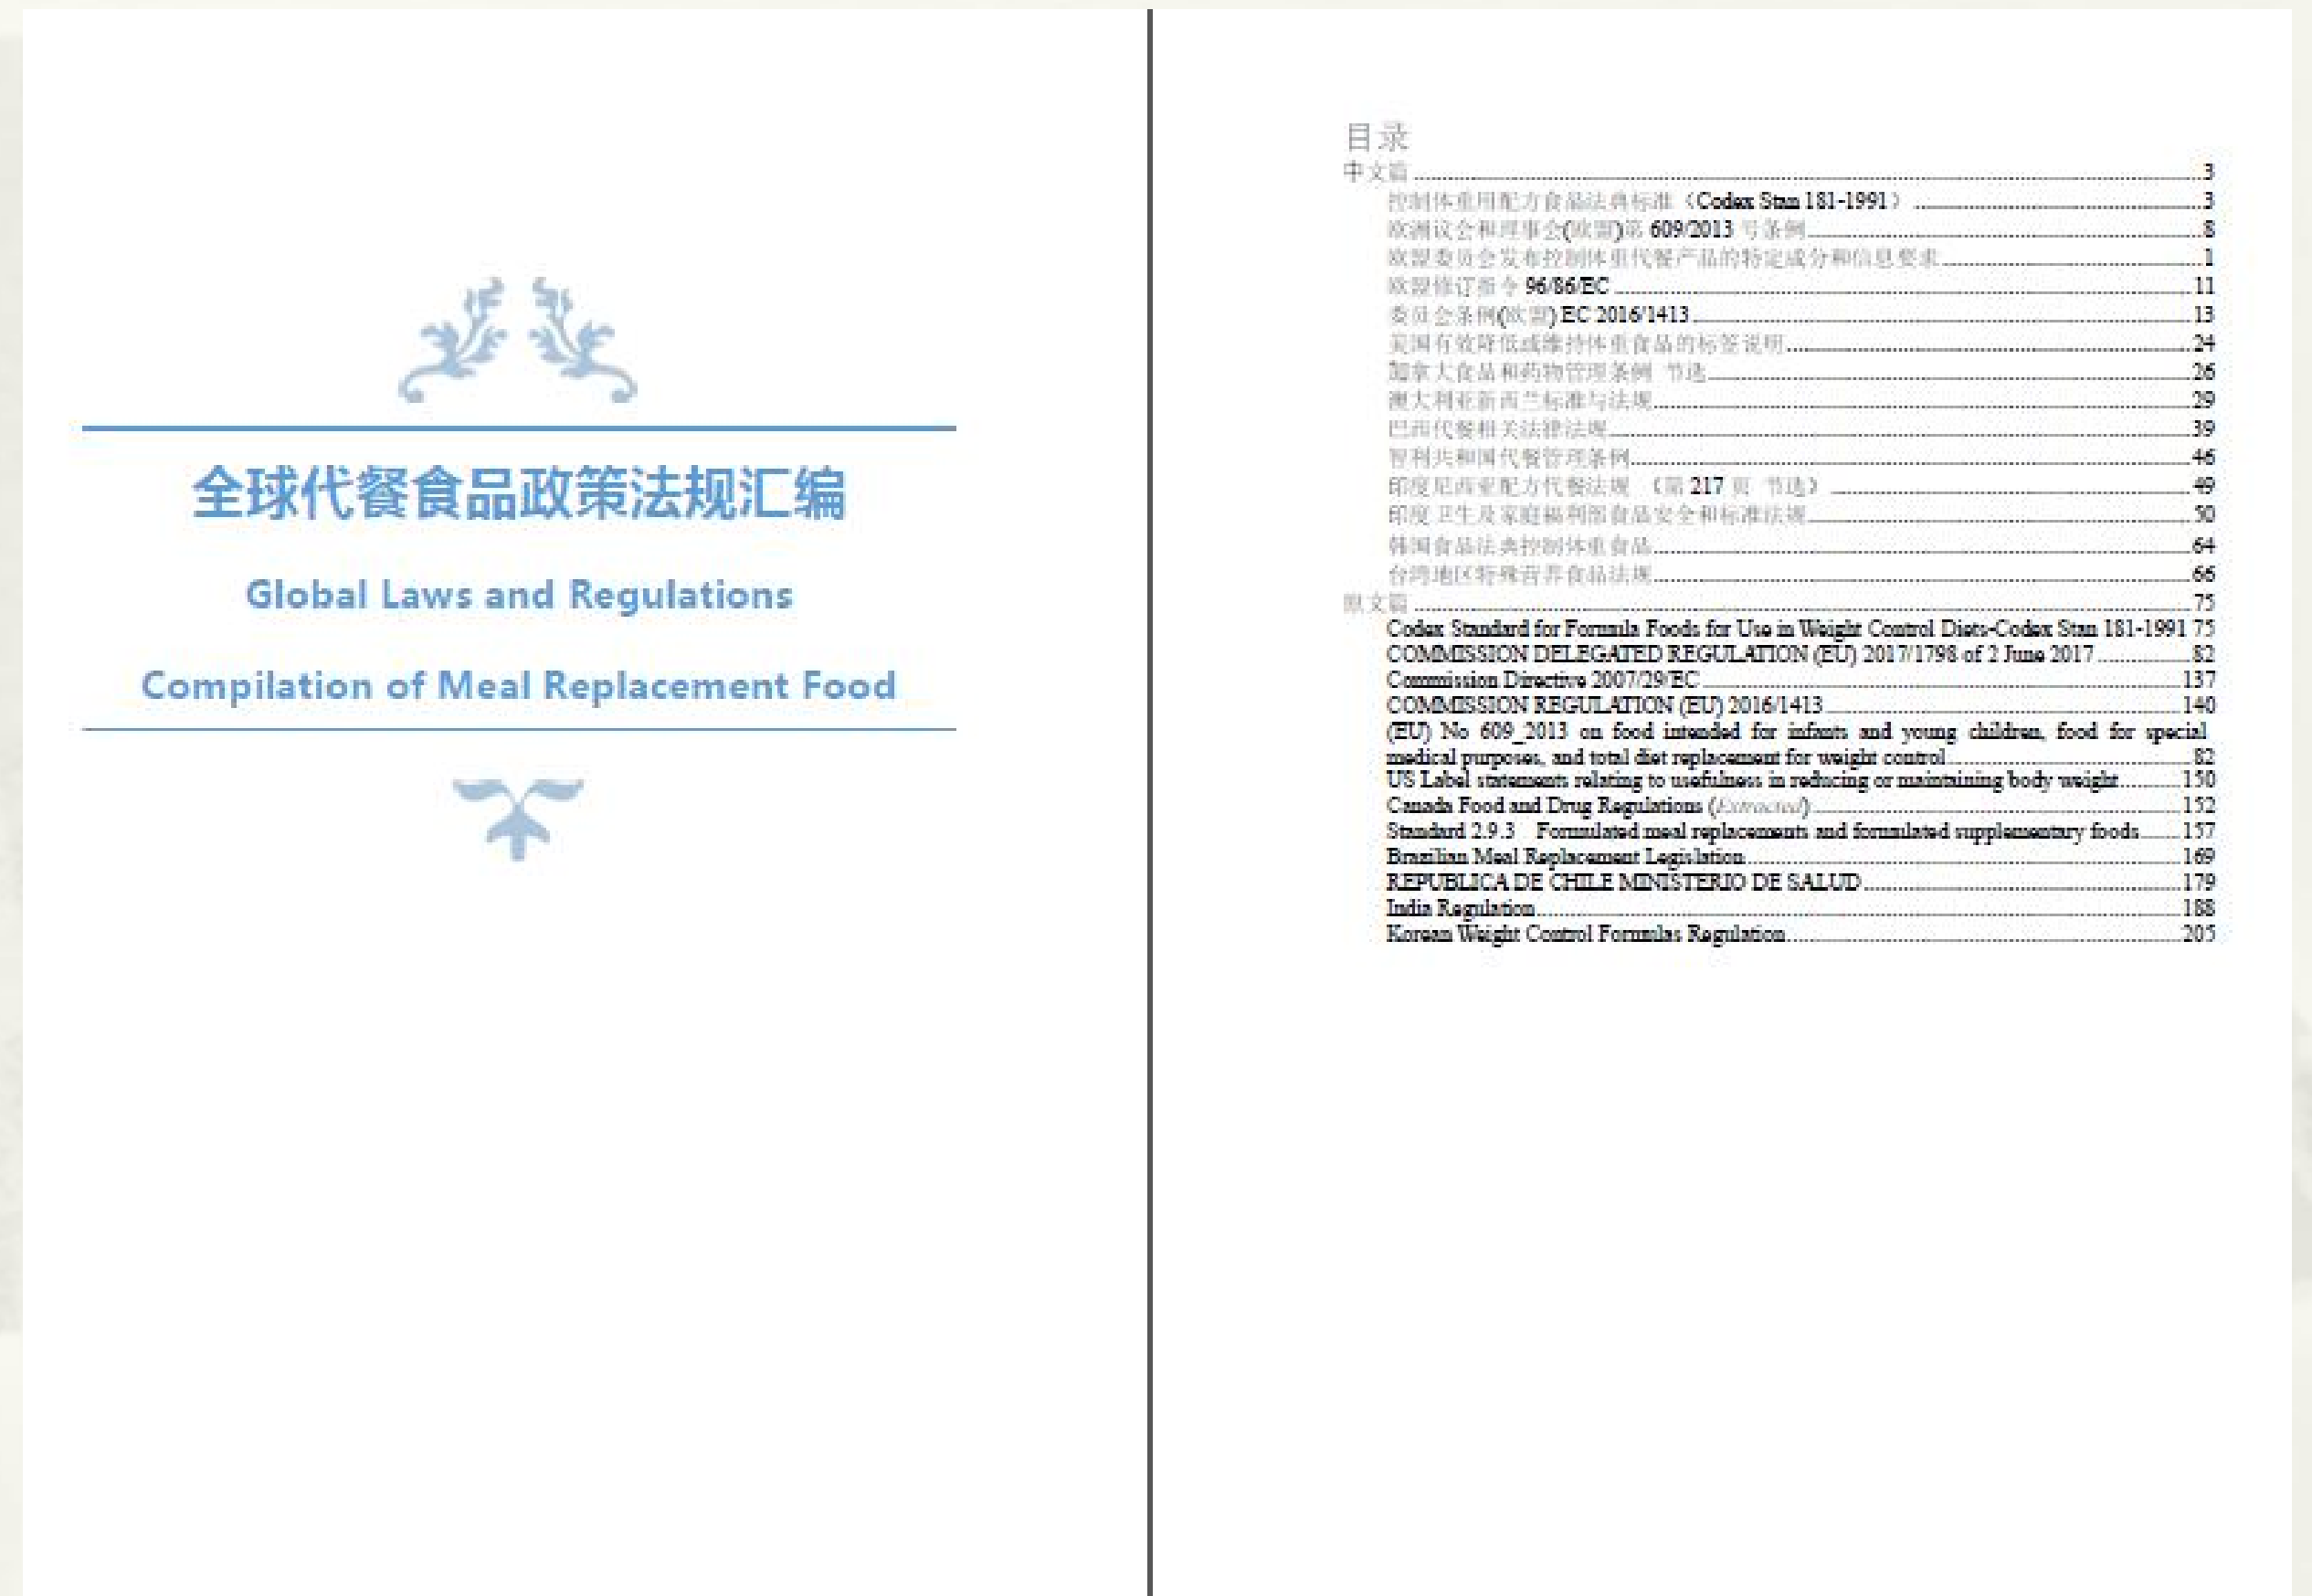 全球代餐食品政策法规汇编
Global Laws and Regulations
Compilation of Meal Replacement Food
目录
中文篇 3
控制体重用配方食品法典标准（Codex Stan 181-1991） 3
欧洲议会和理事会(欧盟)第 609/2013 号条例 8
欧盟委员会发布控制体重代餐产品的特定成分和信息要求 1
欧盟修订指令 96/86/EC 11
委员会条例(欧盟) EC 2016/1413 13
美国有效降低或维持体重食品的标签说明 24
加拿大食品和药物管理条例 节选 26
澳大利亚新西兰标准与法规 29
巴西代餐相关法律法规 39
智利共和国代餐管理条例 46
印度尼西亚配方代餐法规 （第 217 页 节选） 49
印度卫生及家庭福利部食品安全和标准法规 50
韩国食品法典控制体重食品 64
台湾地区特殊营养食品法规 66
原文篇 75
Codex Standard for Formula Foods for Use in Weight Control Diets-Codex Stan 181-1991 75
COMMISSION DELEGATED REGULATION (EU) 2017/1798 of 2 June 2017 82
Commission Directive 2007/29/EC 137
COMMISSION REGULATION (EU) 2016/1413 140
(EU) No 609_2013 on food intended for infants and young children, food for special
medical purposes, and total diet replacement for weight control 82
US Label statements relating to usefulness in reducing or maintaining body weight 150
Canada Food and Drug Regulations (Extracted) 152
Standard 2.9.3 Formulated meal replacements and formulated supplementary foods 157
Brazilian Meal Replacement Legislation 169
REPUBLICA DE CHILE MINISTERIO DE SALUD 179
India Regulation 188
Korean Weight Control Formulas Regulation 205